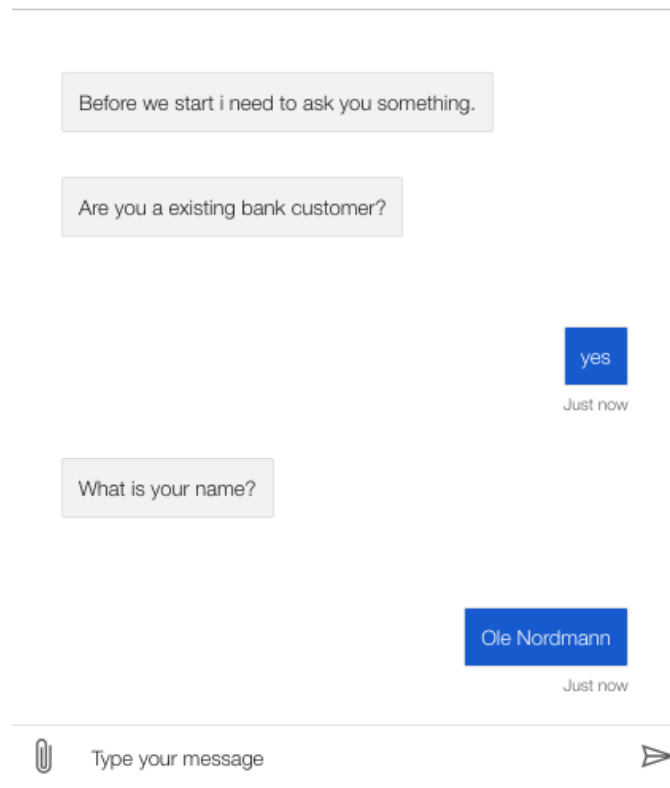 Before we start i need to ask you something.
Are you a existing bank customer?
yes
Just now
What is your name?
Ole Nordmann
Just now
Type your message